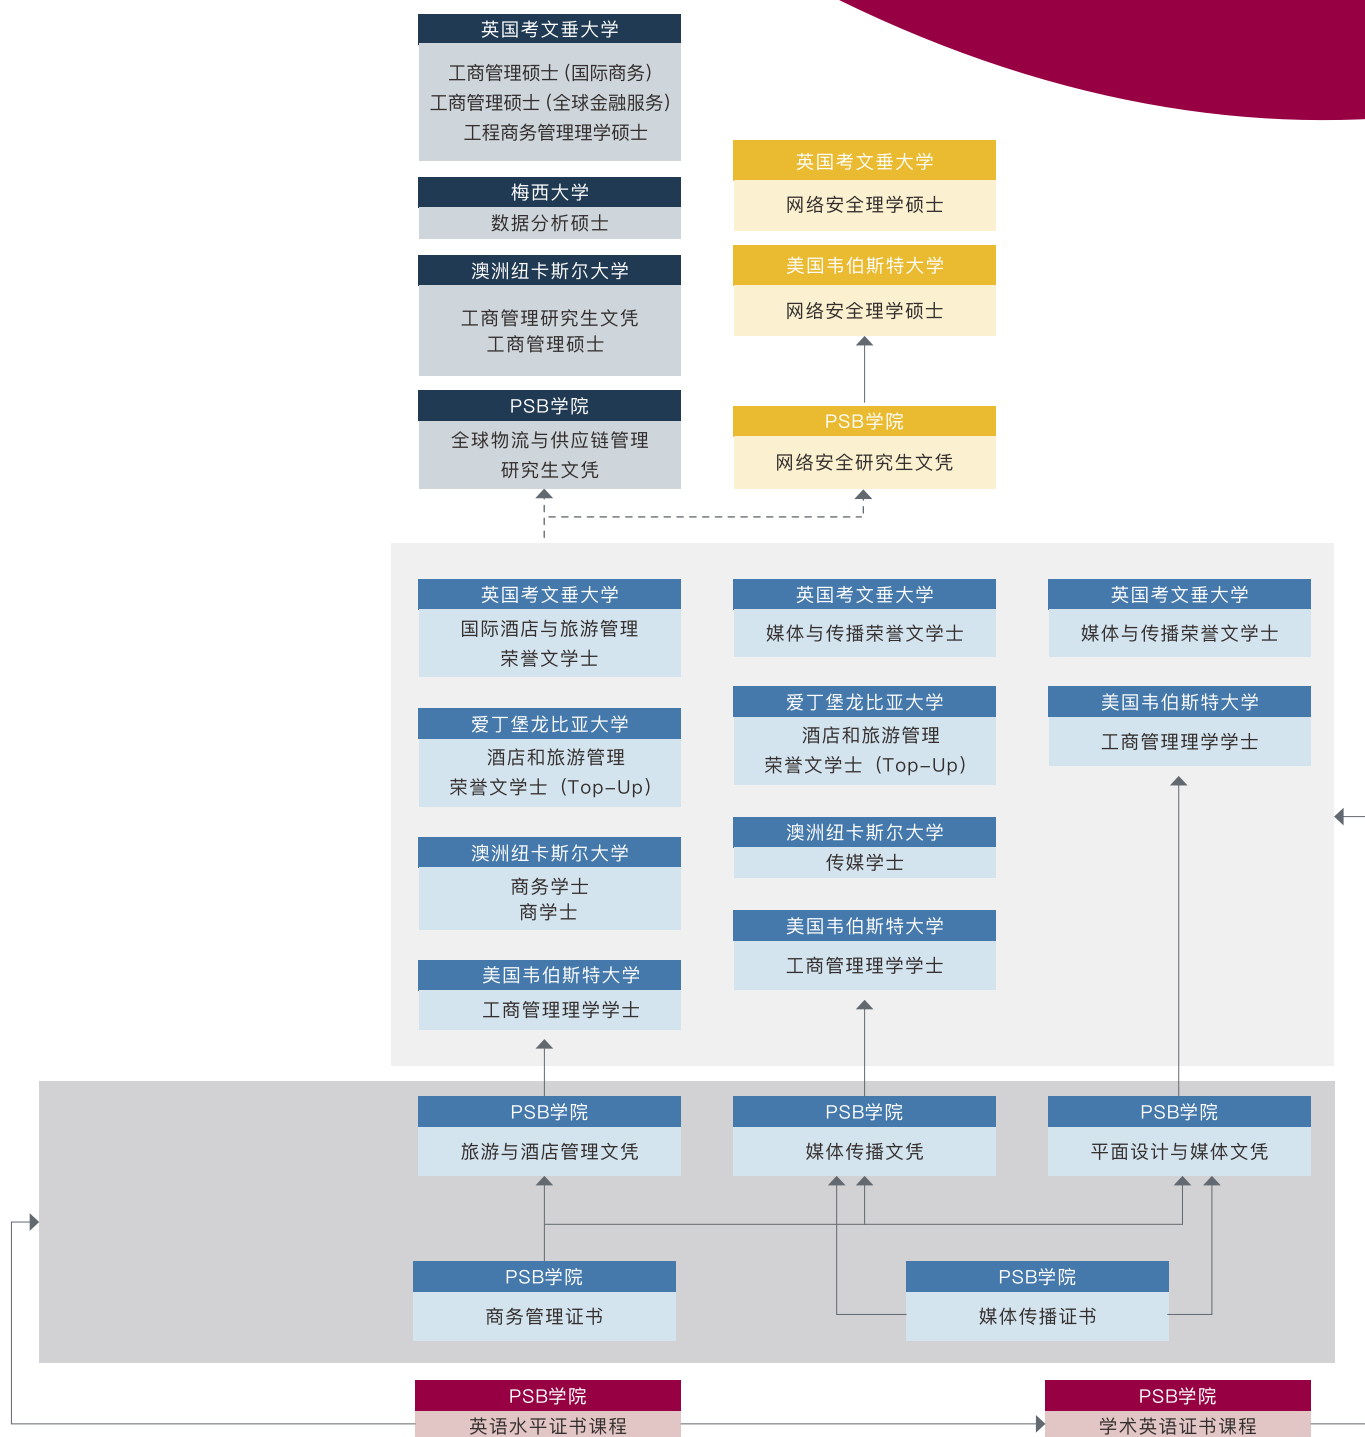 英国考文垂大学
工商管理硕士 (国际商务)
工商管理硕士 (全球金融服务)
工程商务管理理学硕士
梅西大学
数据分析硕士
澳洲纽卡斯尔大学
工商管理研究生文凭
工商管理硕士
PSB学院
全球物流与供应链管理
研究生文凭
英国考文垂大学
网络安全理学硕士
美国韦伯斯特大学
网络安全理学硕士
PSB学院
网络安全研究生文凭
英国考文垂大学
国际酒店与旅游管理
荣誉文学士
爱丁堡龙比亚大学
酒店和旅游管理
荣誉文学士 (Top-Up)
澳洲纽卡斯尔大学
商务学士
商学士
美国韦伯斯特大学
工商管理理学学士
英国考文垂大学
媒体与传播荣誉文学士
爱丁堡龙比亚大学
酒店和旅游管理
荣誉文学士 (Top-Up)
澳洲纽卡斯尔大学
传媒学士
美国韦伯斯特大学
工商管理理学学士
英国考文垂大学
媒体与传播荣誉文学士
美国韦伯斯特大学
工商管理理学学士
PSB学院
旅游与酒店管理文凭
PSB学院
媒体传播文凭
PSB学院
平面设计与媒体文凭
PSB学院
商务管理证书
PSB学院
媒体传播证书
PSB学院
英语水平证书课程
PSB学院
学术英语证书课程